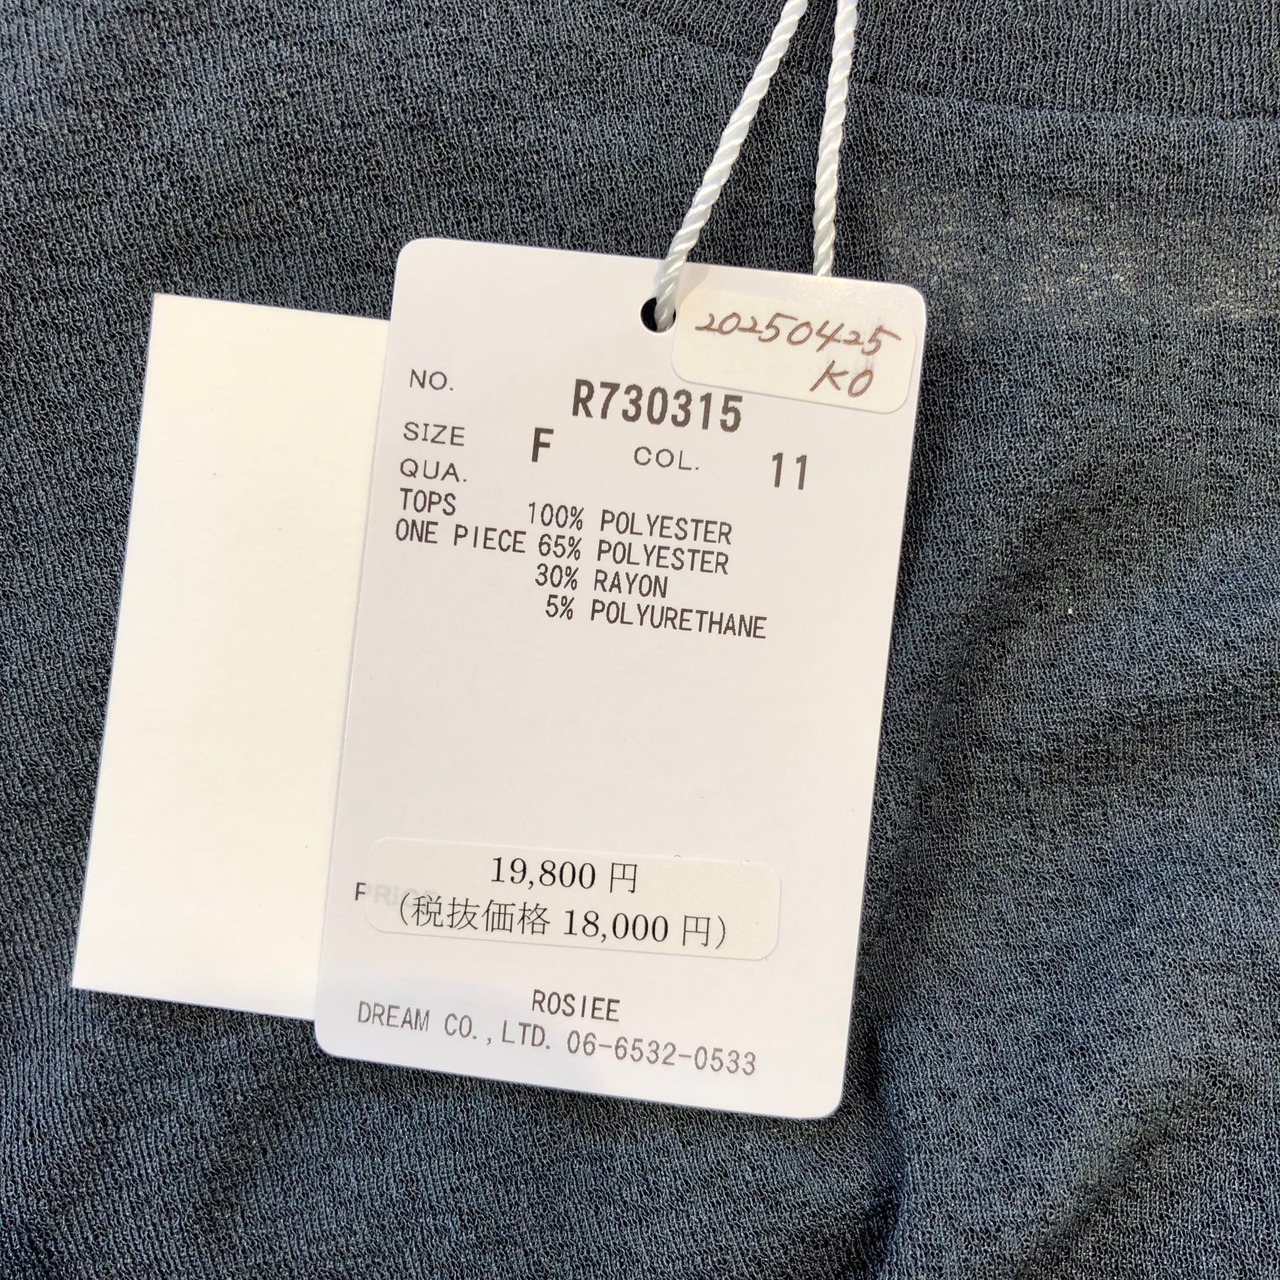 20250425
KO
NO. R730315
SIZE F COL. 11
QUA.
TOPS 100% POLYESTER
ONE PIECE 65% POLYESTER
30% RAYON
5% POLYURETHANE
19,800 円
PRICE
(税抜価格 18,000 円)
ROSIEE
DREAM CO.,LTD. 06-6532-0533